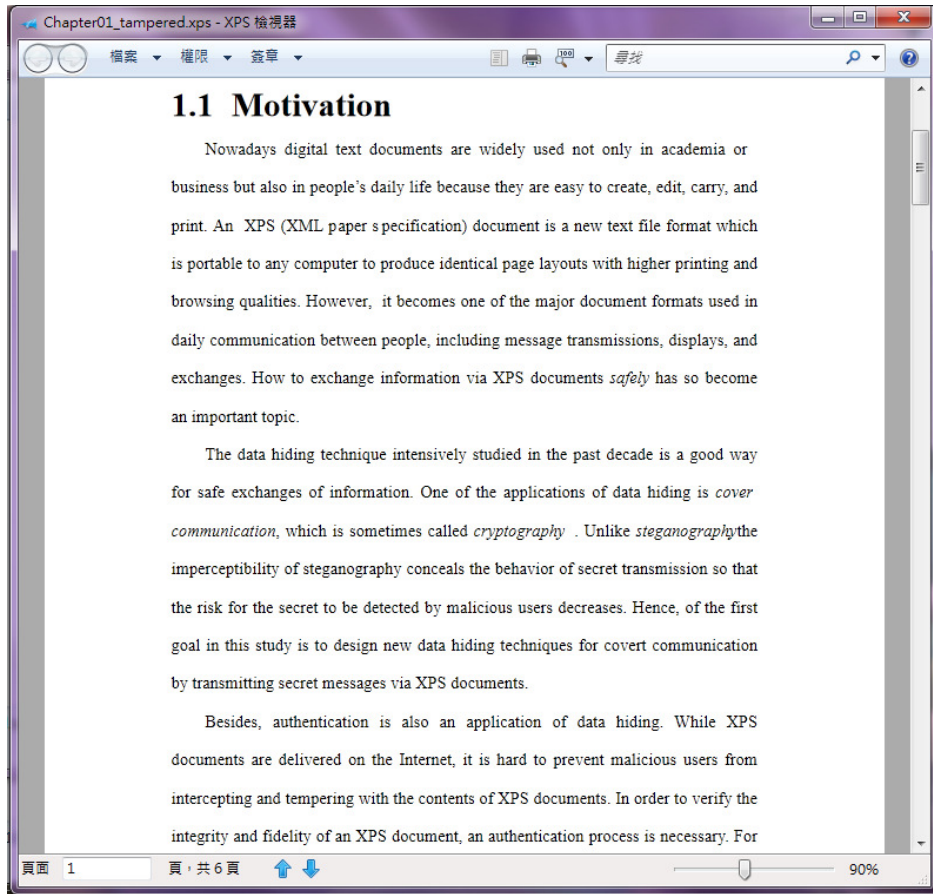 Chapter01_tampered.xps - XPS 檢視器
檔案 權限 簽章 100 尋找
1.1 Motivation
Nowadays digital text documents are widely used not only in academia or
business but also in people's daily life because they are easy to create, edit, carry, and
print. An XPS (XML paper s pecification) document is a new text file format which
is portable to any computer to produce identical page layouts with higher printing and
browsing qualities. However, it becomes one of the major document formats used in
daily communication between people, including message transmissions, displays, and
exchanges. How to exchange information via XPS documents safely has so become
an important topic.
The data hiding technique intensively studied in the past decade is a good way
for safe exchanges of information. One of the applications of data hiding is cover
communication, which is sometimes called cryptography . Unlike steganographythe
imperceptibility of steganography conceals the behavior of secret transmission so that
the risk for the secret to be detected by malicious users decreases. Hence, of the first
goal in this study is to design new data hiding techniques for covert communication
by transmitting secret messages via XPS documents.
Besides, authentication is also an application of data hiding. While XPS
documents are delivered on the Internet, it is hard to prevent malicious users from
intercepting and tempering with the contents of XPS documents. In order to verify the
integrity and fidelity of an XPS document, an authentication process is necessary. For
頁面 1 頁，共 6 頁 90%